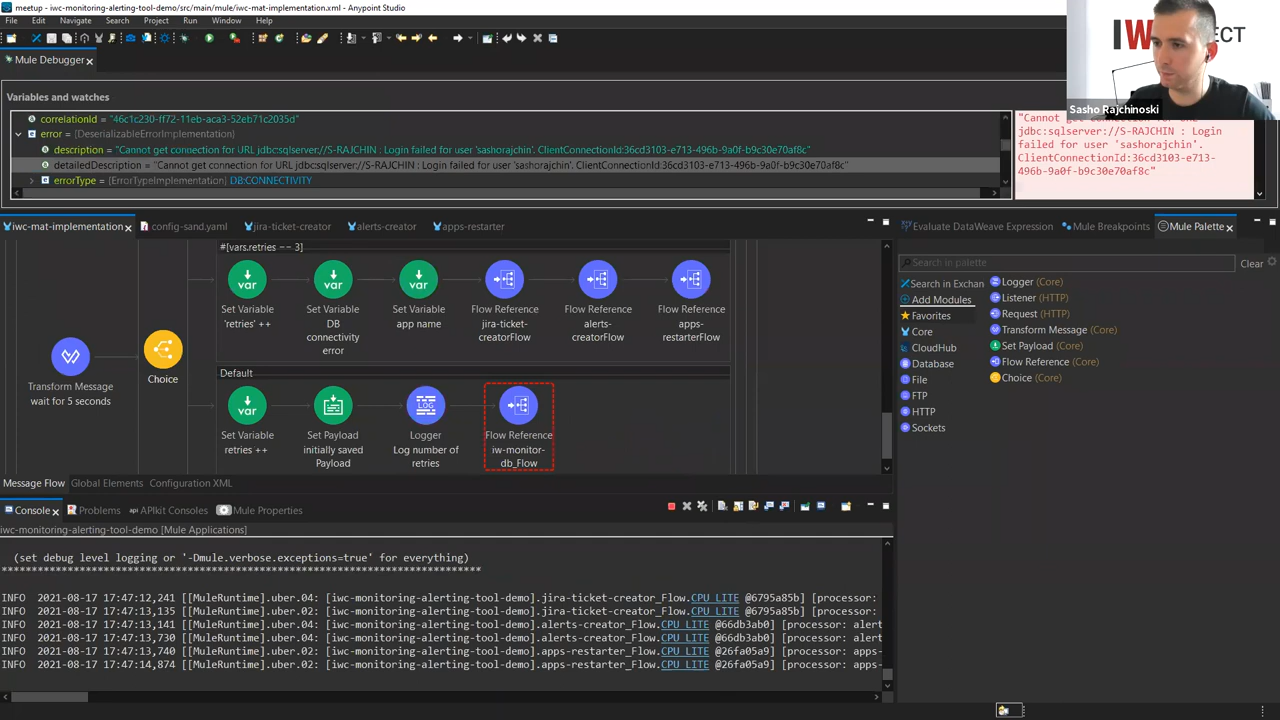 meetup - iwc-monitoring-alerting-tool-demo/src/main/mule/iwc-mat-implementation.xml - Anypoint Studio
File Edit Navigate Search Project Run Window Help
Mule Debugger
Variables and watches
correlationId = "46c1c230-ff72-11eb-aca3-52eb71c2035d"
error = {DeserializableErrorImplementation}
description = "Cannot get connection for URL jdbc:sqlserver://S-RAJCHIN : Login failed for user 'sashorajchin'. ClientConnectionId:36cd3103-e713-496b-9a0f-b9c30e70af8c"
detailedDescription = "Cannot get connection for URL jdbc:sqlserver://S-RAJCHIN : Login failed for user 'sashorajchin'. ClientConnectionId:36cd3103-e713-496b-9a0f-b9c30e70af8c"
errorType = {ErrorTypeImplementation} DB:CONNECTIVITY
IW ECT
Sasho Rajchinoski
"Cannot get connection for URL
jdbc:sqlserver://S-RAJCHIN : Login
failed for user 'sashorajchin'.
ClientConnectionId:36cd3103-e713-
496b-9a0f-b9c30e70af8c"
iwc-mat-implementation config-sand.yaml jira-ticket-creator alerts-creator apps-restarter
#[vars.retries == 3]
var var var
Set Variable 'retries' ++
Set Variable DB connectivity error
Set Variable app name
Flow Reference jira-ticket-creatorFlow
Flow Reference alerts-creatorFlow
Flow Reference apps-restarterFlow
Transform Message wait for 5 seconds
Choice
Default
var LOG
Set Variable retries ++
Set Payload initially saved Payload
Logger Log number of retries
Flow Reference iw-monitor-db_Flow
Message Flow Global Elements Configuration XML
Evaluate DataWeave Expression Mule Breakpoints Mule Palette
Search in palette Clear
Search in Exchan
Add Modules
Favorites
Core
CloudHub
Database
File
FTP
HTTP
Sockets
Logger (Core)
Listener (HTTP)
Request (HTTP)
Transform Message (Core)
Set Payload (Core)
Flow Reference (Core)
Choice (Core)
Console Problems APIkit Consoles Mule Properties
iwc-monitoring-alerting-tool-demo [Mule Applications]
(set debug level logging or '-Dmule.verbose.exceptions=true' for everything)
********************************************************************************
INFO 2021-08-17 17:47:12,241 [[MuleRuntime].uber.04: [iwc-monitoring-alerting-tool-demo].jira-ticket-creator_Flow.CPU_LITE @6795a85b] [processor:
INFO 2021-08-17 17:47:13,135 [[MuleRuntime].uber.02: [iwc-monitoring-alerting-tool-demo].jira-ticket-creator_Flow.CPU_LITE @6795a85b] [processor:
INFO 2021-08-17 17:47:13,141 [[MuleRuntime].uber.04: [iwc-monitoring-alerting-tool-demo].alerts-creator_Flow.CPU_LITE @66db3ab0] [processor: alert
INFO 2021-08-17 17:47:13,730 [[MuleRuntime].uber.04: [iwc-monitoring-alerting-tool-demo].alerts-creator_Flow.CPU_LITE @66db3ab0] [processor: alert
INFO 2021-08-17 17:47:13,740 [[MuleRuntime].uber.02: [iwc-monitoring-alerting-tool-demo].apps-restarter_Flow.CPU_LITE @26fa05a9] [processor: apps-
INFO 2021-08-17 17:47:14,874 [[MuleRuntime].uber.02: [iwc-monitoring-alerting-tool-demo].apps-restarter_Flow.CPU_LITE @26fa05a9] [processor: apps-